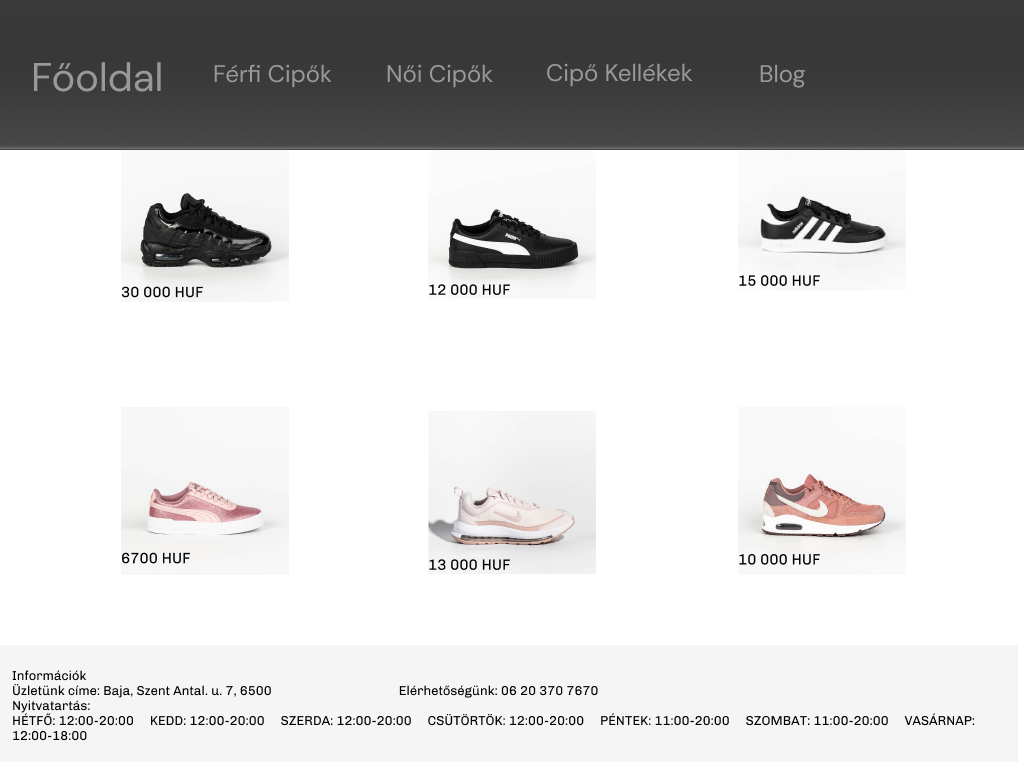 Főoldal Férfi Cipők Női Cipők Cipő Kellékek Blog
30 000 HUF 12 000 HUF 15 000 HUF
6700 HUF 13 000 HUF 10 000 HUF
Információk
Üzletünk címe: Baja, Szent Antal. u. 7, 6500 Elérhetőségünk: 06 20 370 7670
Nyitvatartás:
HÉTFŐ: 12:00-20:00 KEDD: 12:00-20:00 SZERDA: 12:00-20:00 CSÜTÖRTÖK: 12:00-20:00 PÉNTEK: 11:00-20:00 SZOMBAT: 11:00-20:00 VASÁRNAP:
12:00-18:00